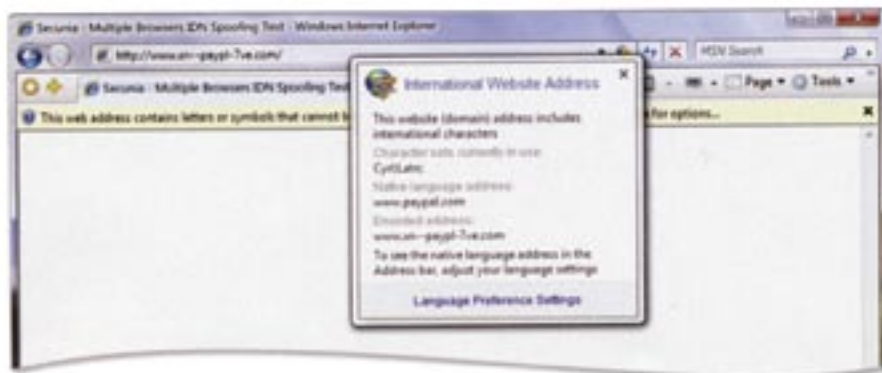 Secunia - Multiple Browsers IDN Spoofing Test - Windows Internet Explorer
http://www.xn--paypl-7ve.com/
MSN Search
Secunia - Multiple Browsers IDN Spoofing Test
Page
Tools
This web address contains letters or symbols that cannot
for options...
International Website Address
This website (domain) address includes
international characters
Character sets currently in use:
Native language address:
www.paypal.com
Encoded address:
www.xn--paypl-7ve.com
To see the native language address in the
Address bar, adjust your language settings
Language Preference Settings